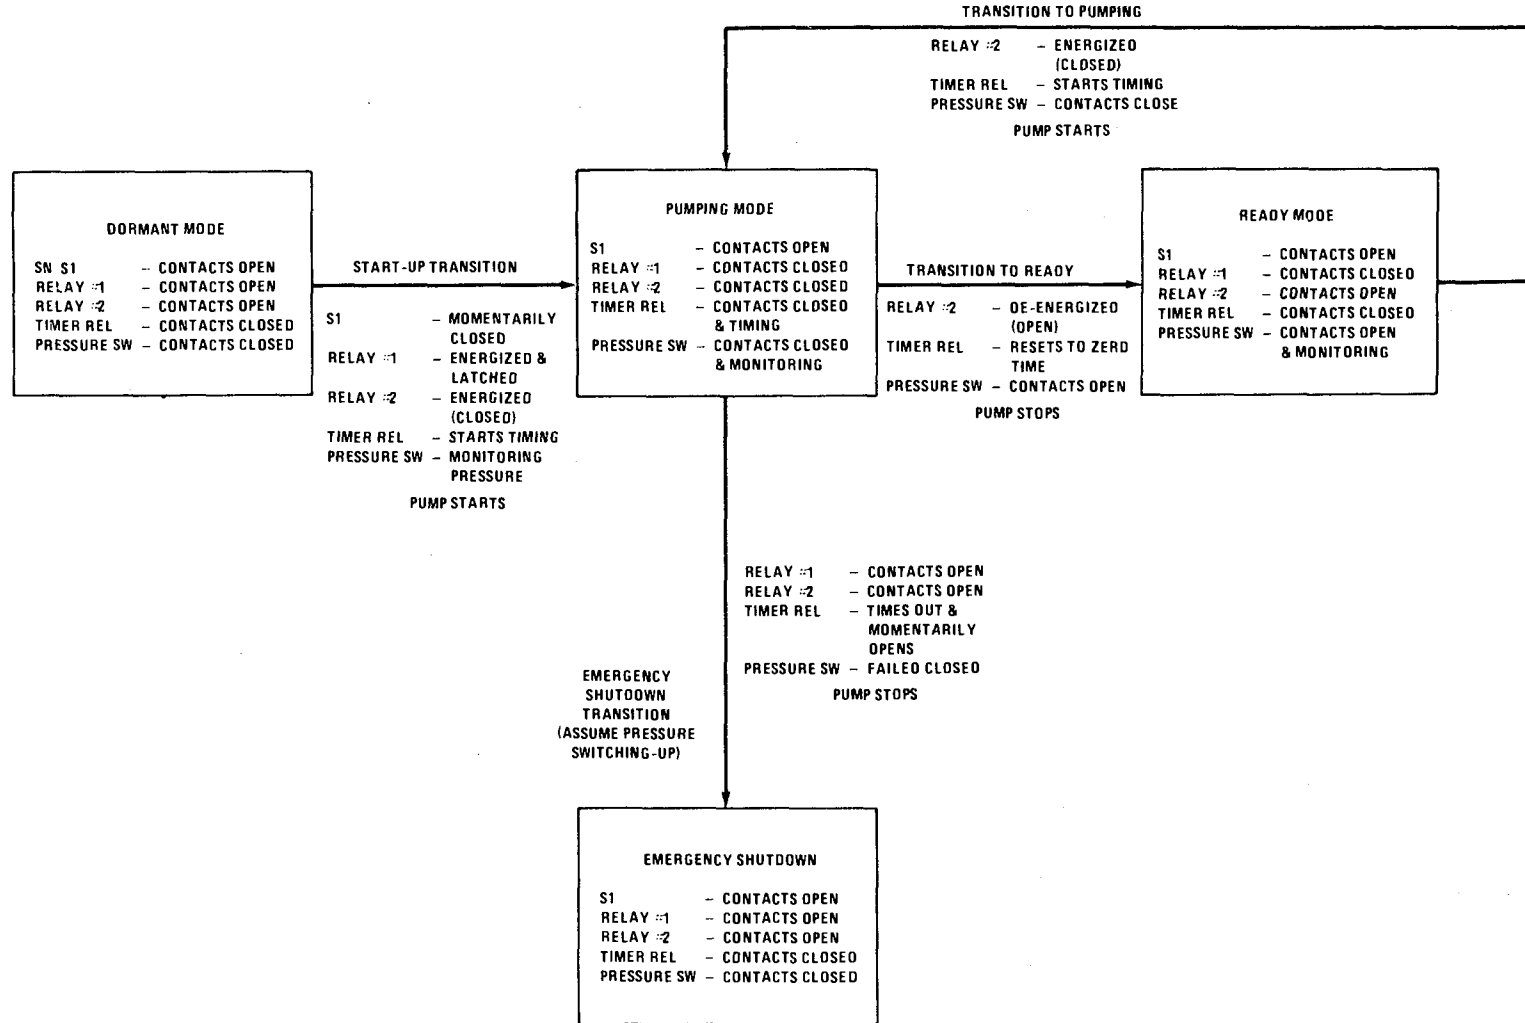 TRANSITION TO PUMPING
RELAY #2 – ENERGIZED
(CLOSED)
TIMER REL – STARTS TIMING
PRESSURE SW – CONTACTS CLOSE
PUMP STARTS
DORMANT MODE
SN S1 – CONTACTS OPEN
RELAY #1 – CONTACTS OPEN
RELAY #2 – CONTACTS OPEN
TIMER REL – CONTACTS CLOSED
PRESSURE SW – CONTACTS CLOSED
START-UP TRANSITION
S1 – MOMENTARILY
CLOSED
RELAY #1 – ENERGIZED &
LATCHED
RELAY #2 – ENERGIZED
(CLOSED)
TIMER REL – STARTS TIMING
PRESSURE SW – MONITORING
PRESSURE
PUMP STARTS
PUMPING MODE
S1 – CONTACTS OPEN
RELAY #1 – CONTACTS CLOSED
RELAY #2 – CONTACTS CLOSED
TIMER REL – CONTACTS CLOSED
& TIMING
PRESSURE SW – CONTACTS CLOSED
& MONITORING
TRANSITION TO READY
RELAY #2 – DE-ENERGIZED
(OPEN)
TIMER REL – RESETS TO ZERO
TIME
PRESSURE SW – CONTACTS OPEN
PUMP STOPS
READY MODE
S1 – CONTACTS OPEN
RELAY #1 – CONTACTS CLOSED
RELAY #2 – CONTACTS OPEN
TIMER REL – CONTACTS CLOSED
PRESSURE SW – CONTACTS OPEN
& MONITORING
RELAY #1 – CONTACTS OPEN
RELAY #2 – CONTACTS OPEN
TIMER REL – TIMES OUT &
MOMENTARILY
OPENS
PRESSURE SW – FAILED CLOSED
PUMP STOPS
EMERGENCY
SHUTDOWN
TRANSITION
(ASSUME PRESSURE
SWITCHING-UP)
EMERGENCY SHUTDOWN
S1 – CONTACTS OPEN
RELAY #1 – CONTACTS OPEN
RELAY #2 – CONTACTS OPEN
TIMER REL – CONTACTS CLOSED
PRESSURE SW – CONTACTS CLOSED